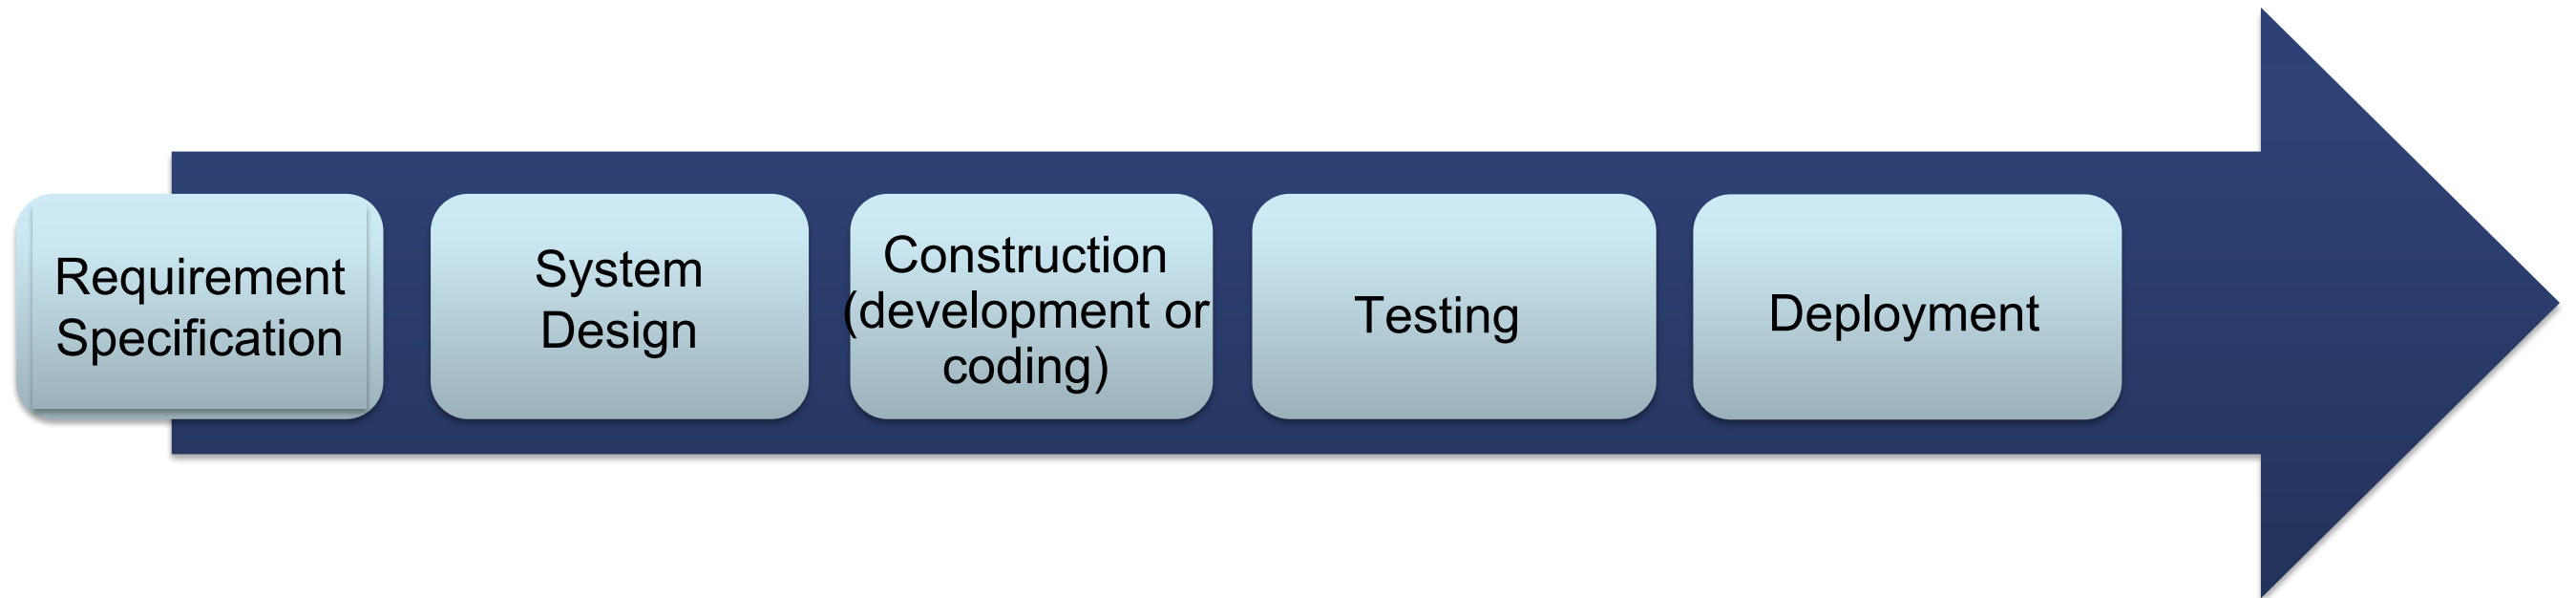 Requirement
Specification
System
Design
Construction
(development or
coding)
Testing
Deployment